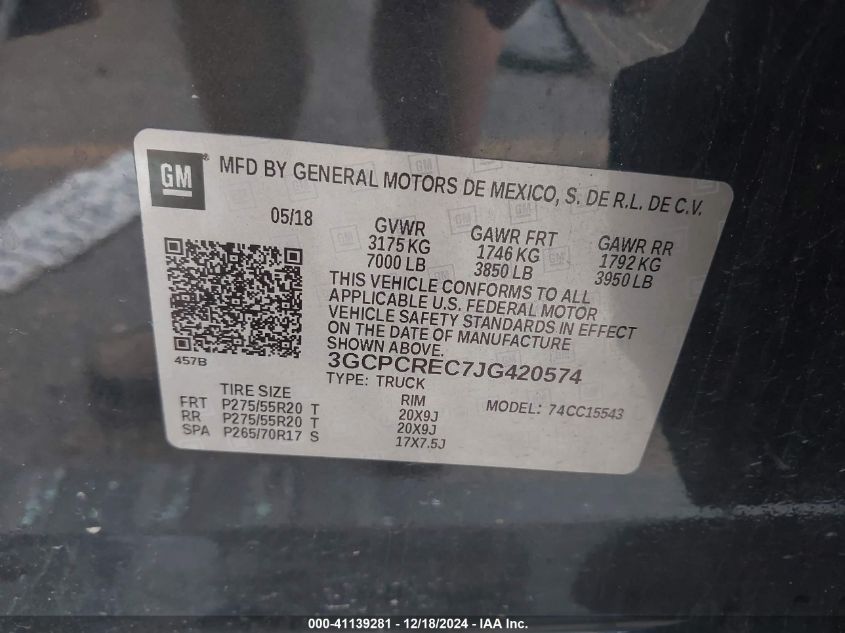 GM® MFD BY GENERAL MOTORS DE MEXICO, S. DE R.L. DE C.V.
05/18 GVWR GAWR FRT GAWR RR
3175 KG 1746 KG 1792 KG
7000 LB 3850 LB 3950 LB
THIS VEHICLE CONFORMS TO ALL
APPLICABLE U.S. FEDERAL MOTOR
VEHICLE SAFETY STANDARDS IN EFFECT
ON THE DATE OF MANUFACTURE
SHOWN ABOVE.
457B
3GCPCREC7JG420574
TYPE: TRUCK
TIRE SIZE RIM MODEL: 74CC15543
FRT P275/55R20 T 20X9J
RR P275/55R20 T 20X9J
SPA P265/70R17 S 17X7.5J
000-41139281 - 12/18/2024 - IAA Inc.